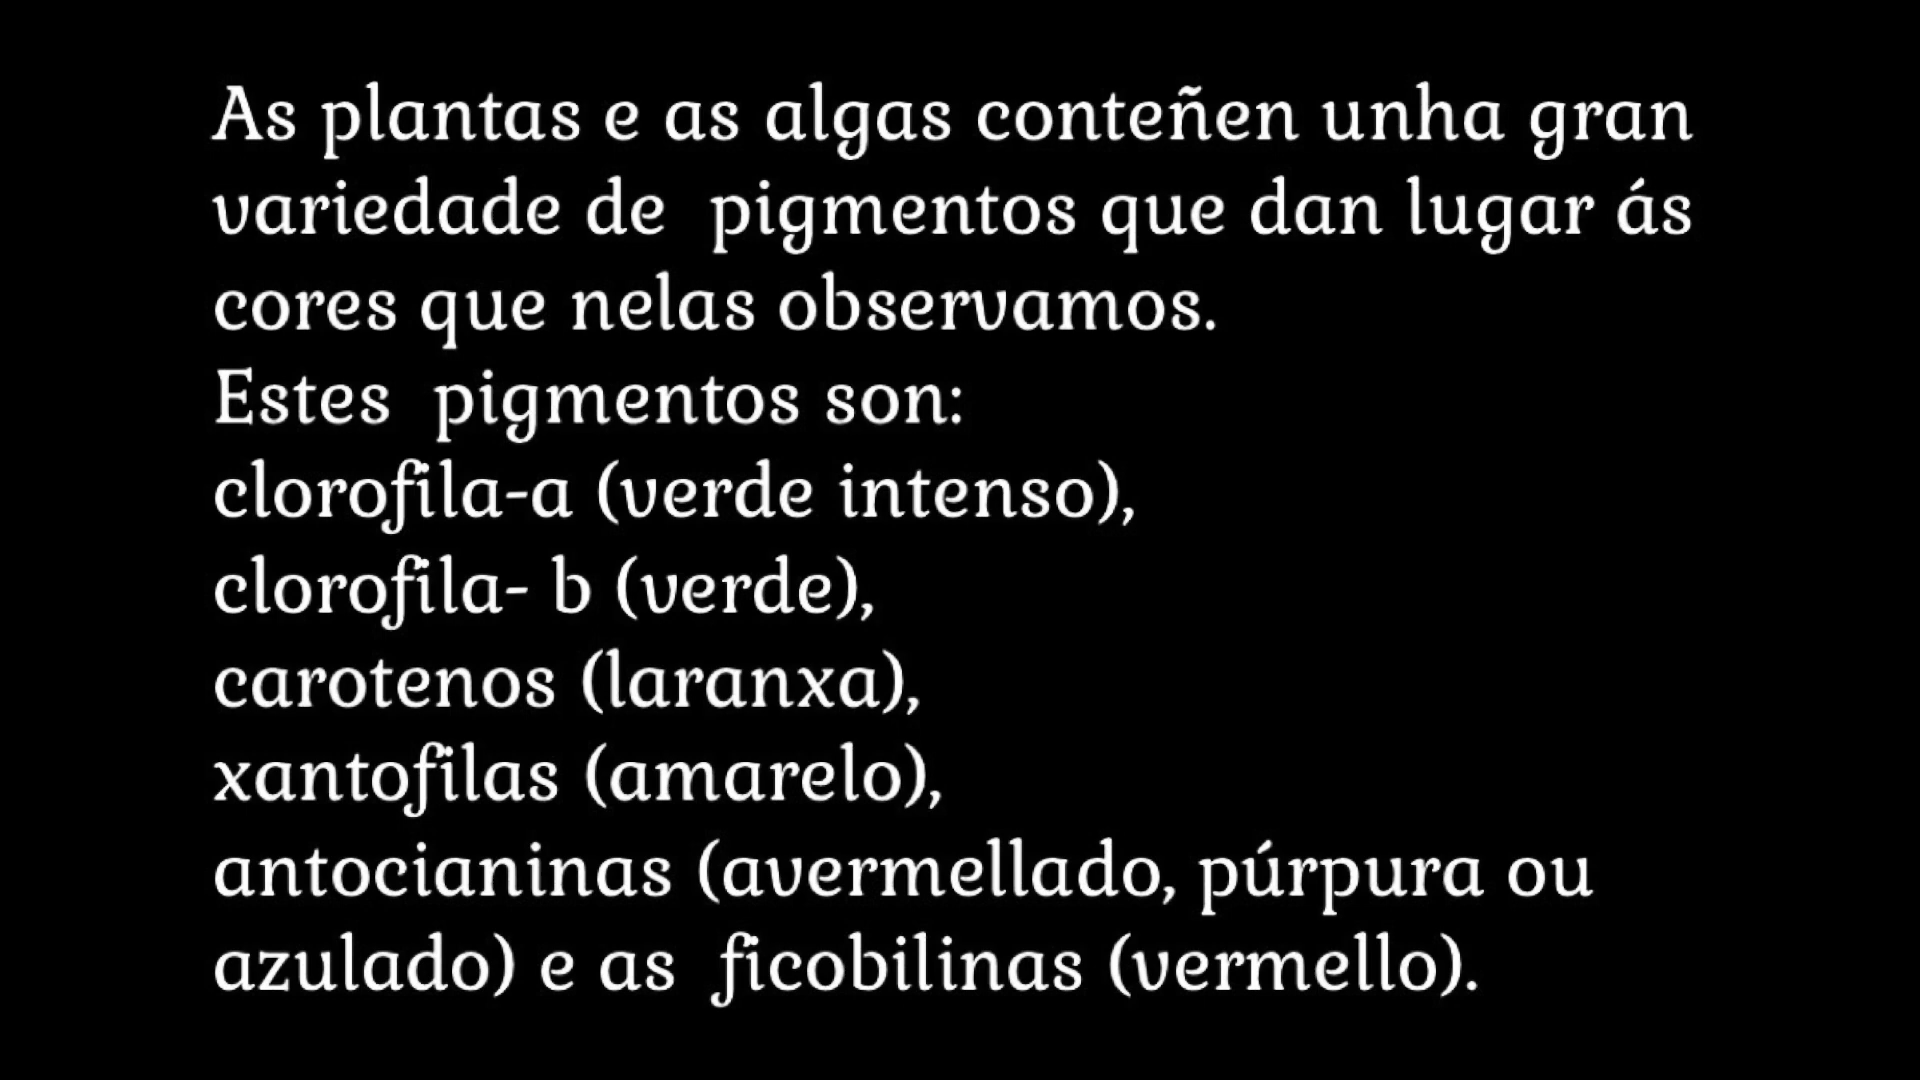 As plantas e as algas conteñen unha gran
variedade de  pigmentos que dan lugar ás
cores que nelas observamos.
Estes  pigmentos son:
clorofila-a (verde intenso),
clorofila- b (verde),
carotenos (laranxa),
xantofilas (amarelo),
antocianinas (avermellado, púrpura ou
azulado) e as  ficobilinas (vermello).